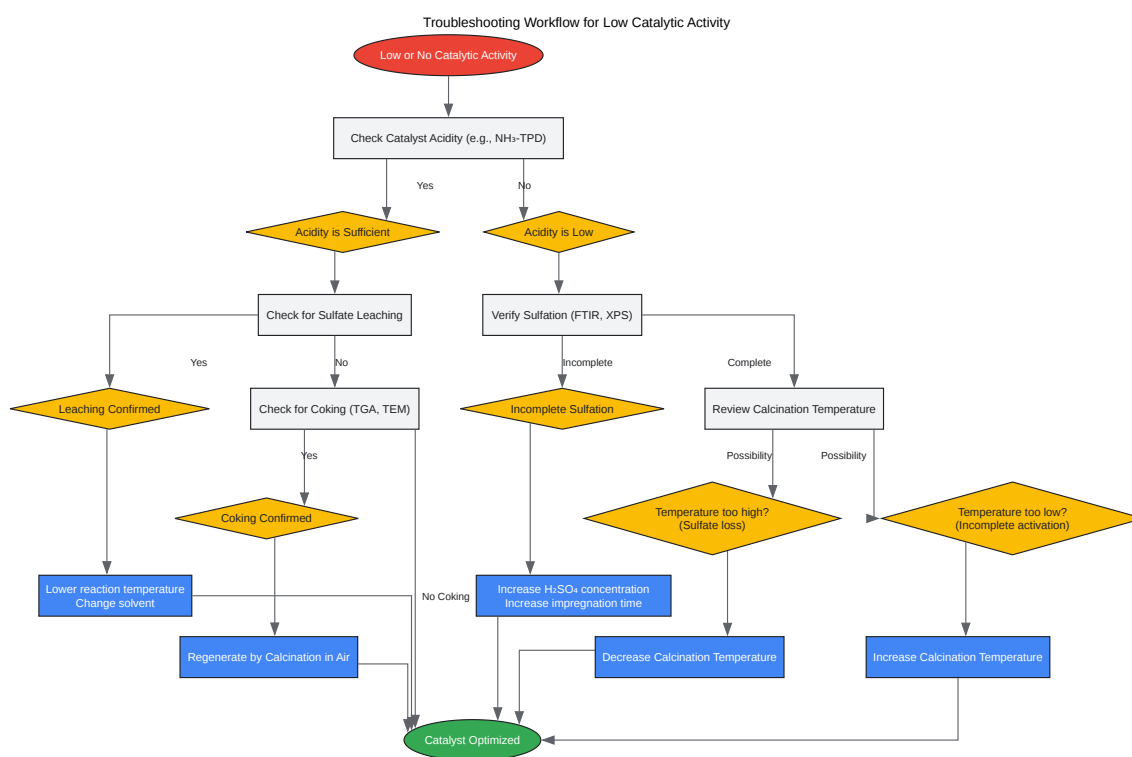 Troubleshooting Workflow for Low Catalytic Activity
Low or No Catalytic Activity
Check Catalyst Acidity (e.g., NH₃-TPD)
Yes
No
Acidity is Sufficient
Acidity is Low
Check for Sulfate Leaching
Verify Sulfation (FTIR, XPS)
Yes
No
Incomplete
Complete
Leaching Confirmed
Check for Coking (TGA, TEM)
Incomplete Sulfation
Review Calcination Temperature
Yes
Possibility
Possibility
Coking Confirmed
Temperature too high?
(Sulfate loss)
Temperature too low?
(Incomplete activation)
Lower reaction temperature
Change solvent
No Coking
Increase H₂SO₄ concentration
Increase impregnation time
Regenerate by Calcination in Air
Decrease Calcination Temperature
Increase Calcination Temperature
Catalyst Optimized